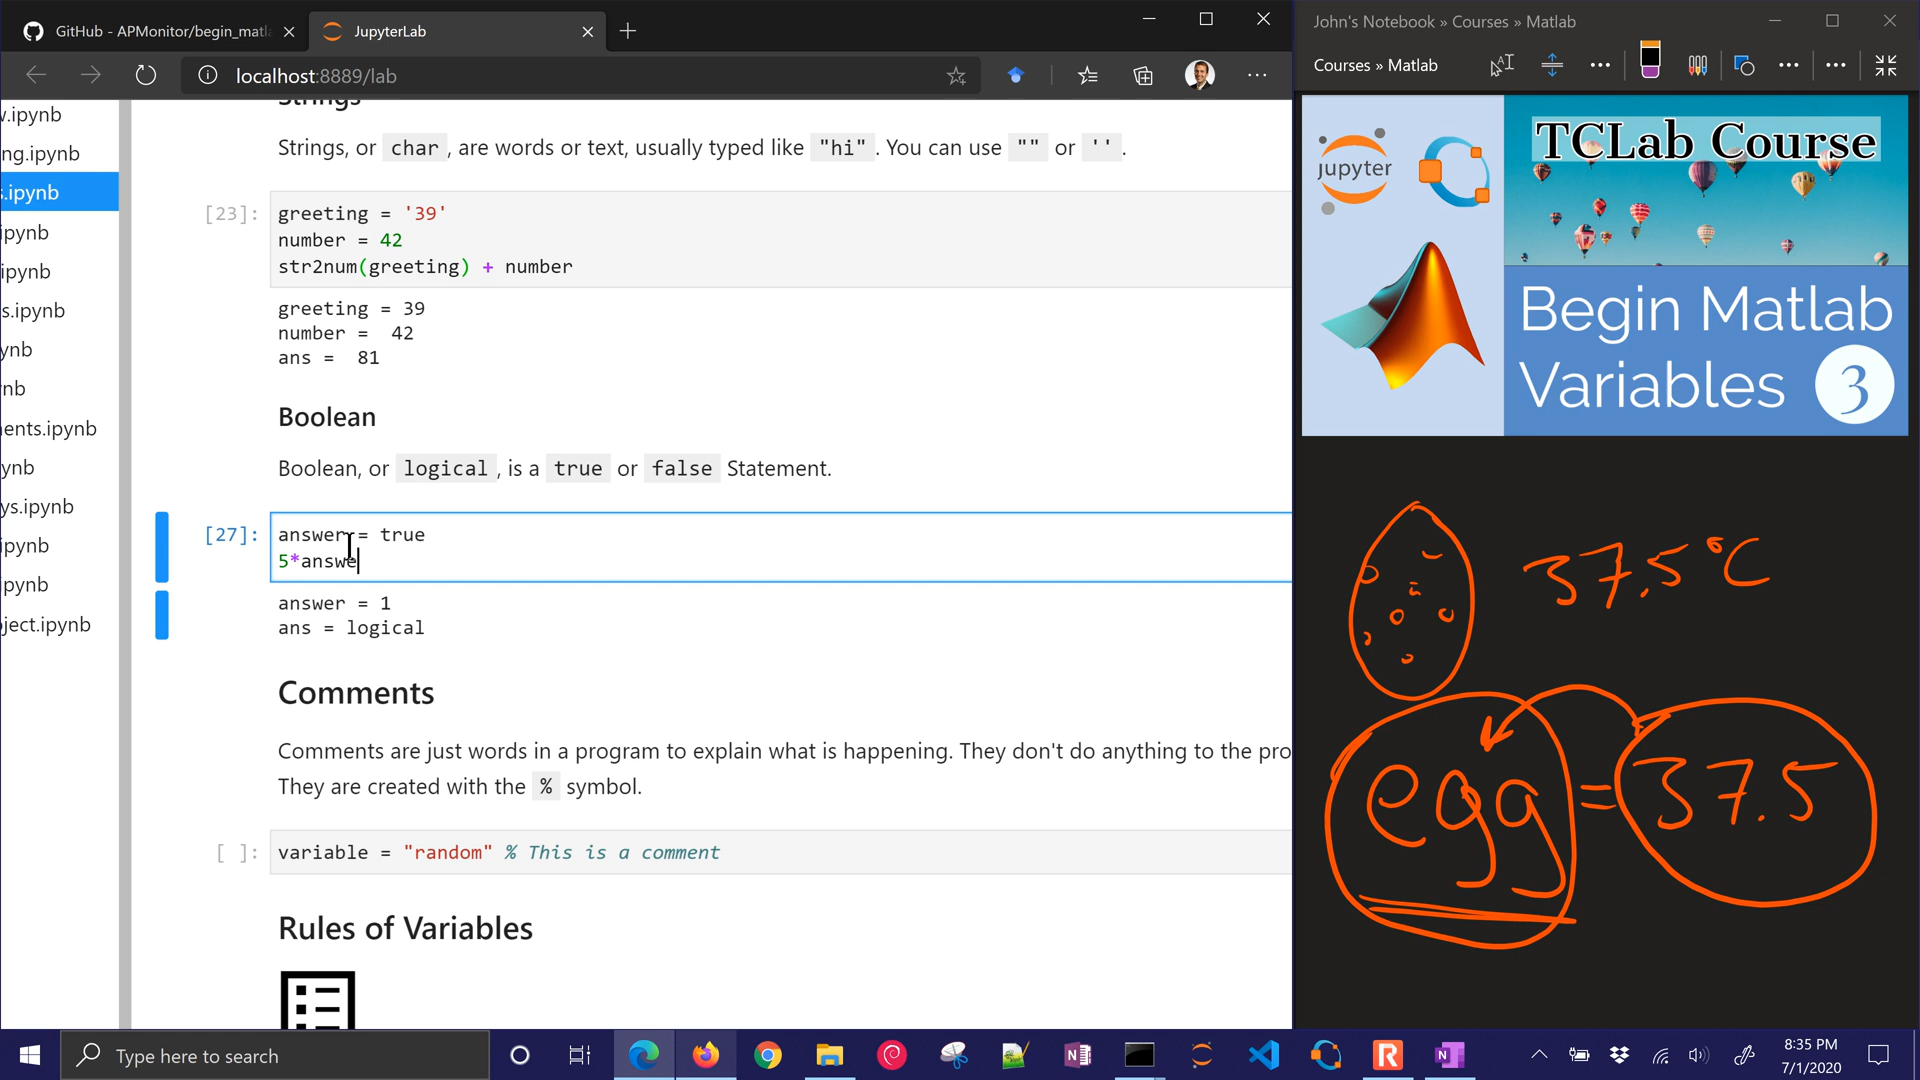 GitHub - APMonitor/begin_matla
JupyterLab
localhost:8889/lab
.ipynb
ng.ipynb
s.ipynb
ipynb
ipynb
s.ipynb
ynb
nb
ents.ipynb
ynb
ys.ipynb
ipynb
ipynb
ject.ipynb
Strings
Strings, or char , are words or text, usually typed like "hi" . You can use "" or '' .
[23]:
greeting = '39'
number = 42
str2num(greeting) + number
greeting = 39
number = 42
ans = 81
Boolean
Boolean, or logical , is a true or false Statement.
[27]:
answer = true
5*answe
answer = 1
ans = logical
Comments
Comments are just words in a program to explain what is happening. They don't do anything to the pro
They are created with the % symbol.
[ ]:
variable = "random" % This is a comment
Rules of Variables
John's Notebook » Courses » Matlab
Courses » Matlab
jupyter
TCLab Course
Begin Matlab
Variables 3
37.5°C
egg = 37.5
Type here to search
8:35 PM
7/1/2020